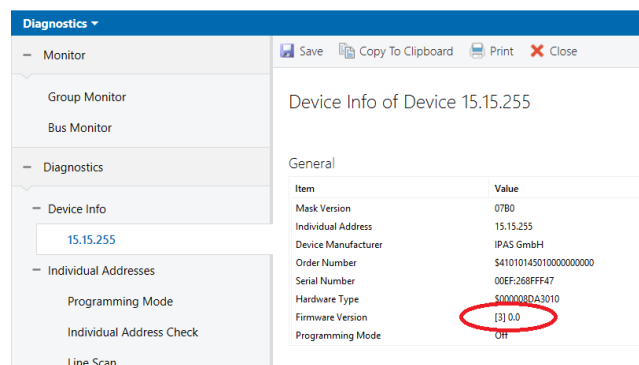 Diagnostics
Monitor
Group Monitor
Bus Monitor
Diagnostics
Device Info
15.15.255
Individual Addresses
Programming Mode
Individual Address Check
Line Scan
Save Copy To Clipboard Print Close
Device Info of Device 15.15.255
General
Item Value
Mask Version 07B0
Individual Address 15.15.255
Device Manufacturer IPAS GmbH
Order Number $41010145010000000000
Serial Number 00EF:268FFF47
Hardware Type $000008DA3010
Firmware Version [3] 0.0
Programming Mode Off